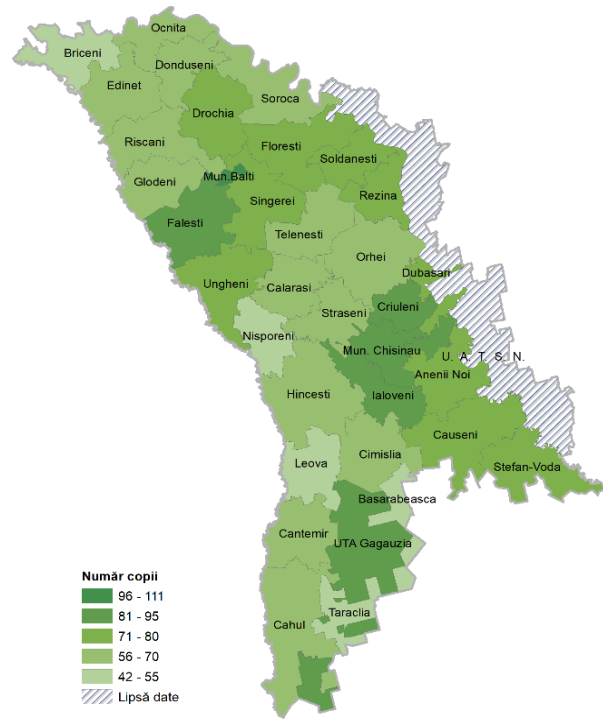 Ocnita
Briceni
Donduseni
Edinet
Soroca
Drochia
Riscani
Floresti
Soldanesti
Mun.Balti
Glodeni
Rezina
Singerei
Falesti
Telenesti
Orhei
Dubasari
Ungheni
Calarasi
Criuleni
Straseni
Nisporeni
Mun. Chisinau
U. A. T. S. N.
Anenii Noi
Hincesti
Ialoveni
Causeni
Cimislia
Leova
Stefan-Voda
Basarabeasca
Cantemir
UTA Gagauzia
Taraclia
Cahul
Număr copii
96 - 111
81 - 95
71 - 80
56 - 70
42 - 55
Lipsă date